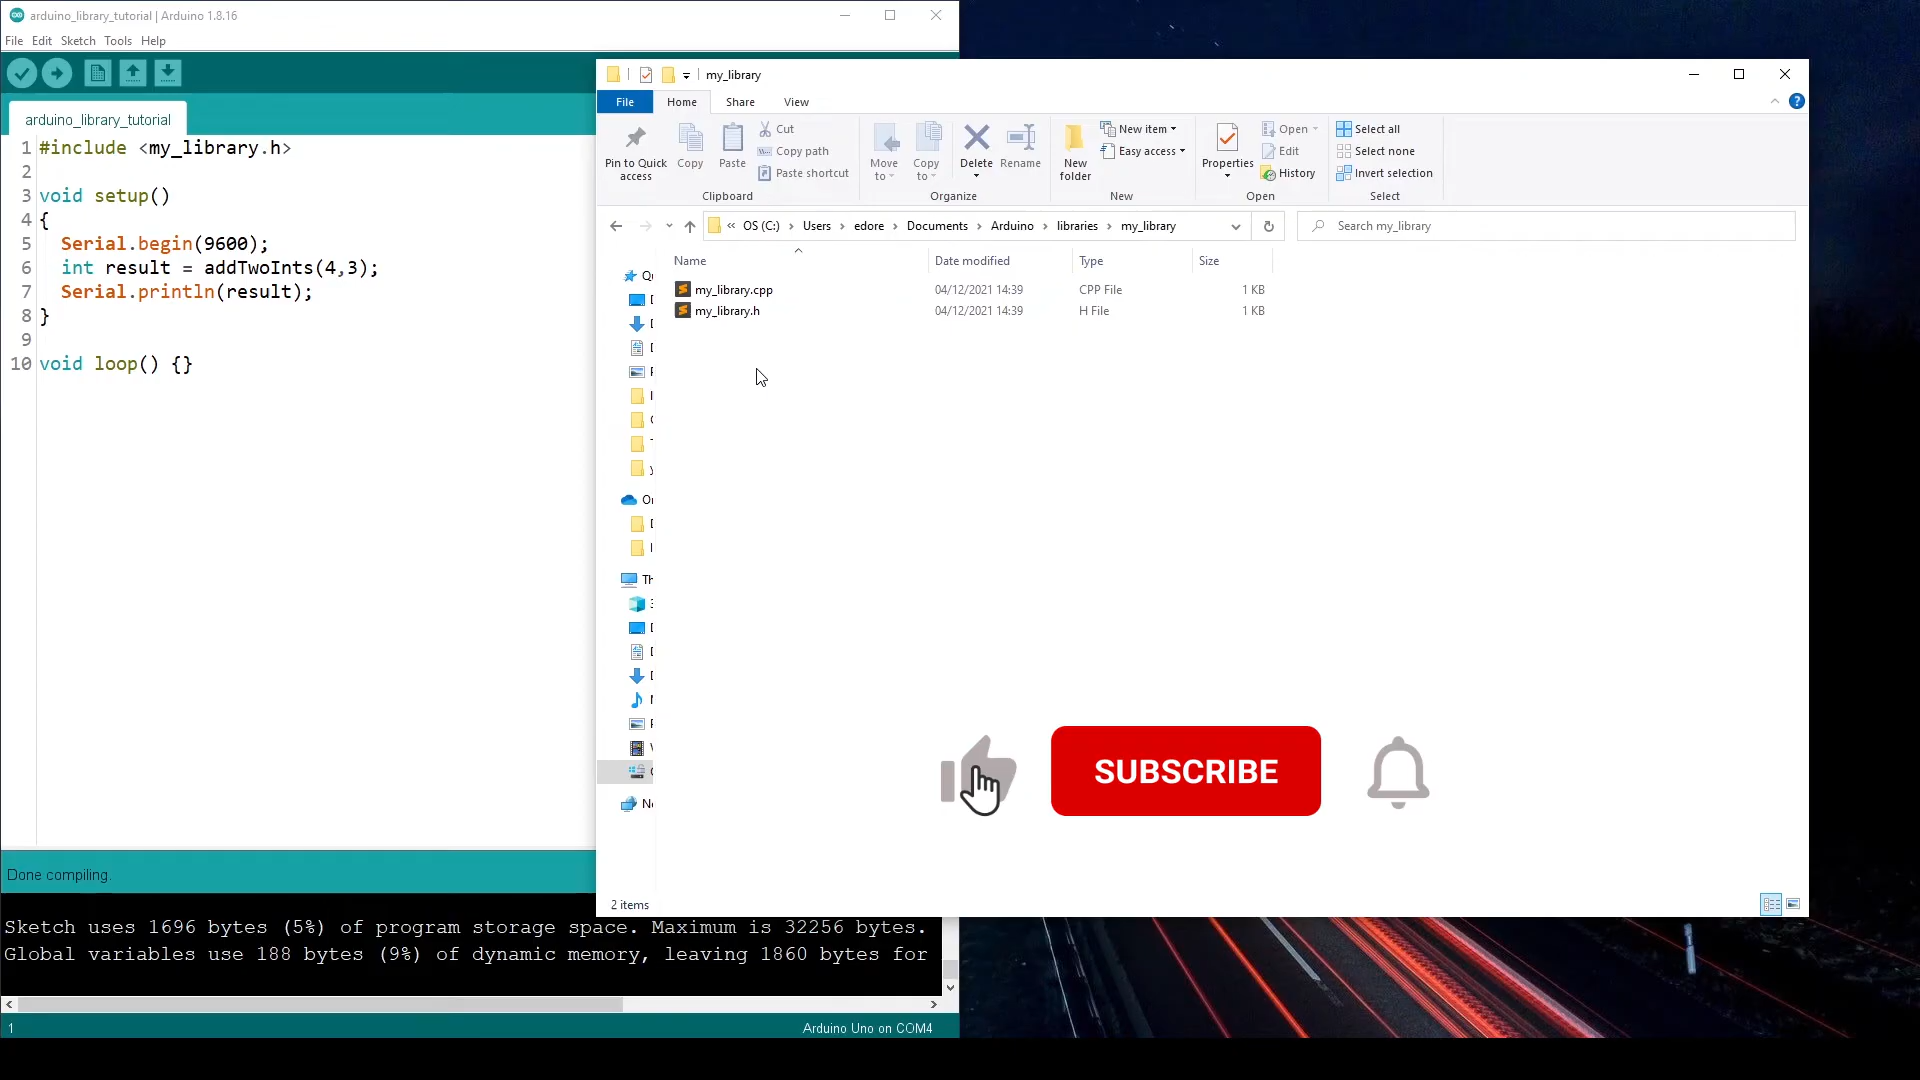 arduino_library_tutorial | Arduino 1.8.16
File Edit Sketch Tools Help
arduino_library_tutorial
1 #include <my_library.h>
2
3 void setup()
4 {
5 Serial.begin(9600);
6 int result = addTwoInts(4,3);
7 Serial.println(result);
8 }
9
10 void loop() {}
Done compiling.
Sketch uses 1696 bytes (5%) of program storage space. Maximum is 32256 bytes.
Global variables use 188 bytes (9%) of dynamic memory, leaving 1860 bytes for
1
Arduino Uno on COM4
my_library
File Home Share View
Pin to Quick access
Copy
Paste
Cut
Copy path
Paste shortcut
Clipboard
Move to
Copy to
Delete
Rename
Organize
New folder
New item
Easy access
New
Properties
Open
Edit
History
Open
Select all
Select none
Invert selection
Select
« OS (C:) › Users › edore › Documents › Arduino › libraries › my_library
Search my_library
Name Date modified Type Size
my_library.cpp 04/12/2021 14:39 CPP File 1 KB
my_library.h 04/12/2021 14:39 H File 1 KB
2 items
SUBSCRIBE